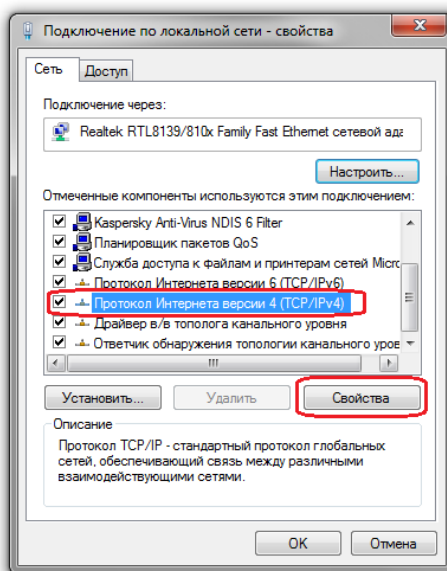 Подключение по локальной сети - свойства
Сеть Доступ
Подключение через:
Realtek RTL8139/810x Family Fast Ethernet сетевой ада
Настроить...
Отмеченные компоненты используются этим подключением:
Kaspersky Anti-Virus NDIS 6 Filter
Планировщик пакетов QoS
Служба доступа к файлам и принтерам сетей Micro
Протокол Интернета версии 6 (TCP/IPv6)
Протокол Интернета версии 4 (TCP/IPv4)
Драйвер в/в тополога канального уровня
Ответчик обнаружения топологии канального уров
Установить... Удалить Свойства
Описание
Протокол TCP/IP - стандартный протокол глобальных
сетей, обеспечивающий связь между различными
взаимодействующими сетями.
OK Отмена